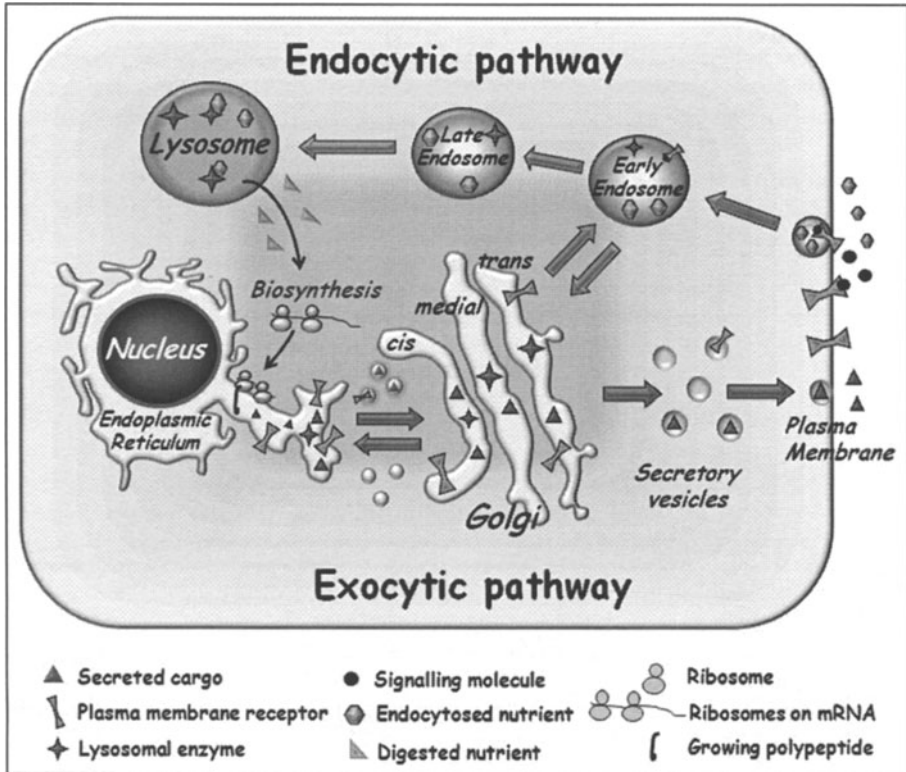 Endocytic pathway
Lysosome
Late
Endosome
Early
Endosome
Biosynthesis
trans
medial
cis
Nucleus
Endoplasmic
Reticulum
Golgi
Secretory
vesicles
Plasma
Membrane
Exocytic pathway
Secreted cargo
Signalling molecule
Ribosome
Plasma membrane receptor
Endocytosed nutrient
Ribosomes on mRNA
Lysosomal enzyme
Digested nutrient
Growing polypeptide